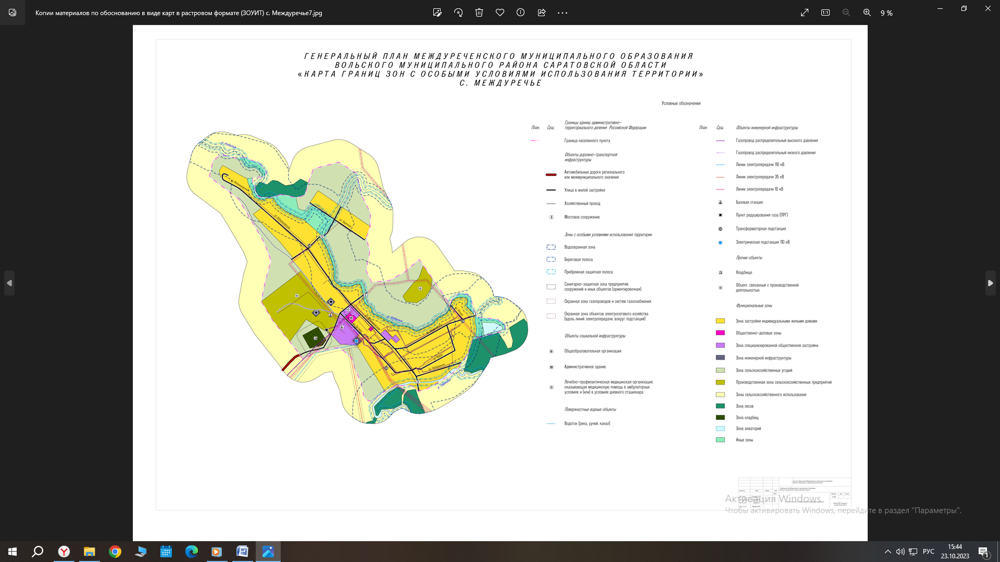 Копии материалов по обоснованию в виде карт в растровом формате (ЗОУИТ) с. Междуречье7.jpg
9 %
ГЕНЕРАЛЬНЫЙ ПЛАН МЕЖДУРЕЧЕНСКОГО МУНИЦИПАЛЬНОГО ОБРАЗОВАНИЯ
ВОЛЬСКОГО МУНИЦИПАЛЬНОГО РАЙОНА САРАТОВСКОЙ ОБЛАСТИ
«КАРТА ГРАНИЦ ЗОН С ОСОБЫМИ УСЛОВИЯМИ ИСПОЛЬЗОВАНИЯ ТЕРРИТОРИИ»
С. МЕЖДУРЕЧЬЕ
Условные обозначения
План.
Сущ.
Границы единиц административно-
территориального деления Российской Федерации
Граница населенного пункта
Объекты дорожно-транспортной
инфраструктуры
Автомобильные дороги регионального
или межмуниципального значения
Улица в жилой застройке
Хозяйственный проезд
Мостовое сооружение
Зоны с особыми условиями использования территории
Водоохранная зона
Береговая полоса
Прибрежная защитная полоса
Санитарно-защитная зона предприятий,
сооружений и иных объектов (ориентировочная)
Охранная зона газопроводов и систем газоснабжения
Охранная зона объектов электросетевого хозяйства
(вдоль линий электропередачи, вокруг подстанций)
Объекты социальной инфраструктуры
Общеобразовательная организация
Административное здание
Лечебно-профилактическая медицинская организация,
оказывающая медицинскую помощь в амбулаторных
условиях и (или) в условиях дневного стационара
Поверхностные водные объекты
Водоток (река, ручей, канал)
План.
Сущ.
Объекты инженерной инфраструктуры
Газопровод распределительный высокого давления
Газопровод распределительный низкого давления
Линии электропередачи 110 кВ
Линии электропередачи 35 кВ
Линии электропередачи 10 кВ
Базовая станция
Пункт редуцирования газа (ПРГ)
Трансформаторная подстанция
Электрическая подстанция 110 кВ
Прочие объекты
Кладбище
Объект, связанный с производственной
деятельностью
Функциональные зоны
Зона застройки индивидуальными жилыми домами
Общественно-деловые зоны
Зона специализированной общественной застройки
Зона инженерной инфраструктуры
Зона сельскохозяйственных угодий
Производственная зона сельскохозяйственных предприятий
Зоны сельскохозяйственного использования
Зона лесов
Зона кладбищ
Зона акваторий
Иные зоны
Активация Windows
Чтобы активировать Windows, перейдите в раздел "Параметры".
РУС
15:44
23.10.2023
1